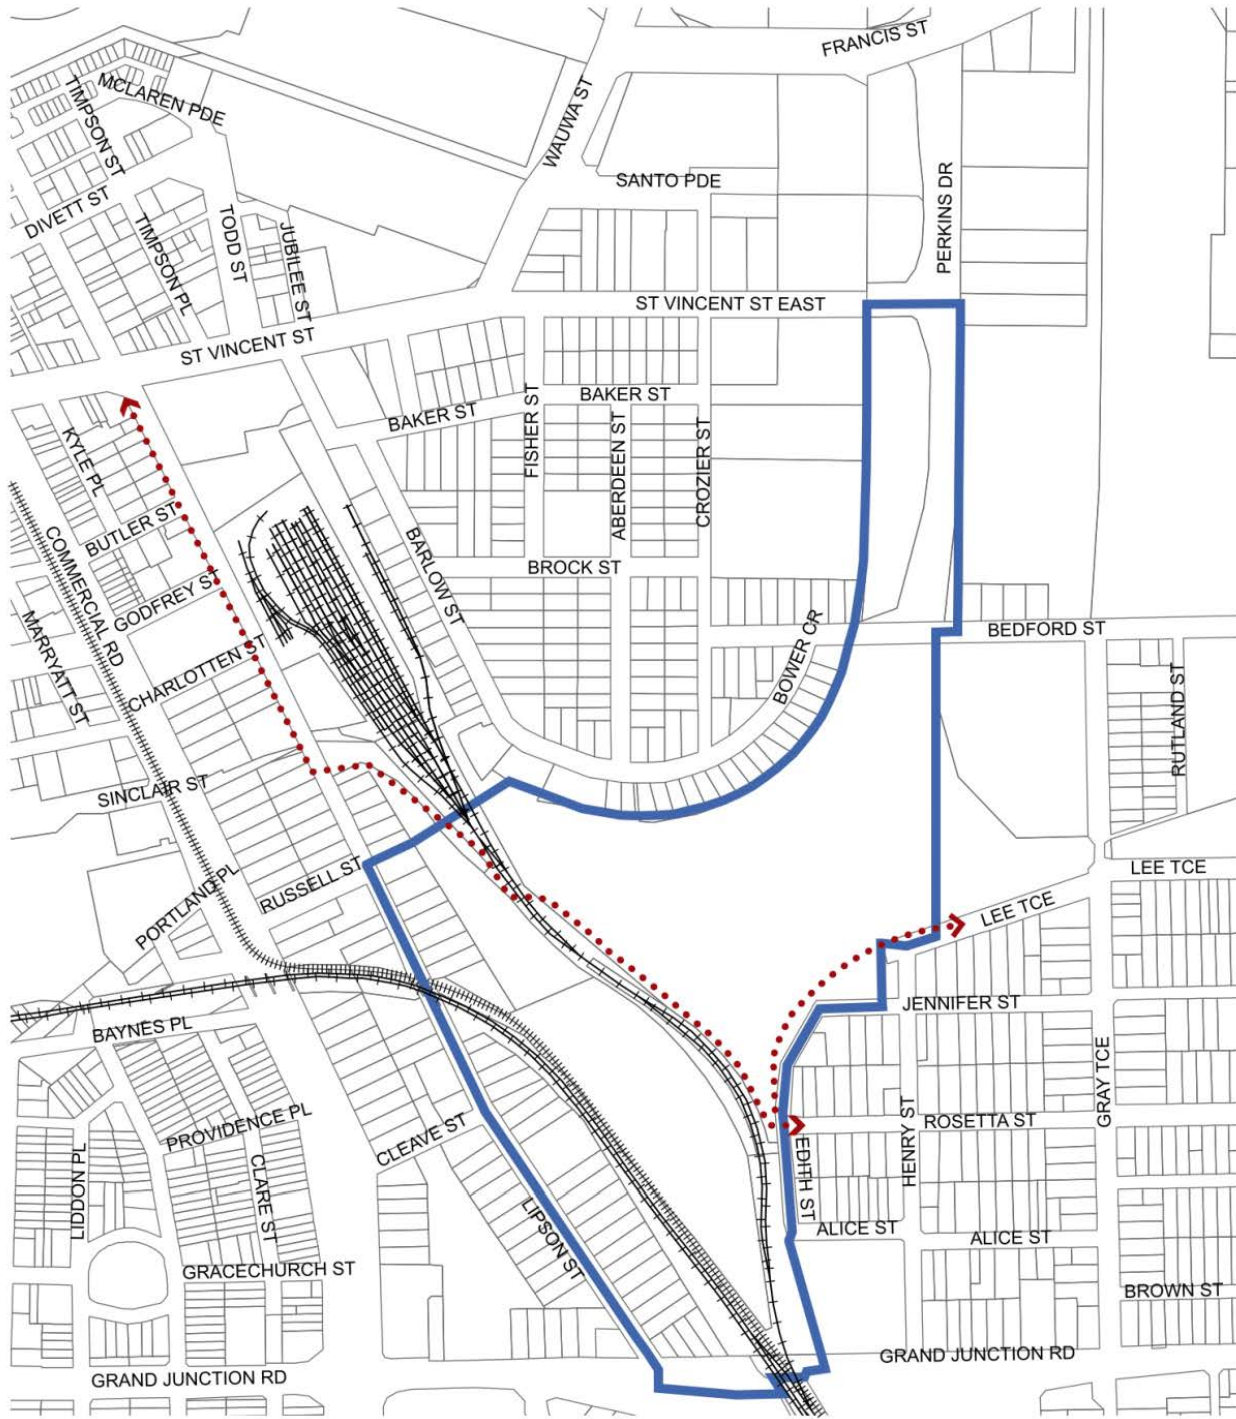 FRANCIS ST
MCLAREN PDE
TIMPSON ST
WAUWA ST
SANTO PDE
DIVETT ST
TIMPSON PL
TODD ST
JUBILEE ST
PERKINS DR
ST VINCENT ST EAST
ST VINCENT ST
BAKER ST
BAKER ST
KYLE PL
FISHER ST
ABERDEEN ST
CROZIER ST
BUTLER ST
COMMERCIAL RD
BARLOW ST
BROCK ST
GODFREY ST
MARRYATT ST
CHARLOTTEN ST
BOWER CR
BEDFORD ST
RUTLAND ST
SINCLAIR ST
LEE TCE
RUSSELL ST
PORTLAND PL
LEE TCE
JENNIFER ST
BAYNES PL
GRAY TCE
PROVIDENCE PL
CLEAVE ST
ROSETTA ST
HENRY ST
EDITH ST
LIDDON PL
CLARE ST
LIPSON ST
ALICE ST
ALICE ST
GRACECHURCH ST
BROWN ST
GRAND JUNCTION RD
GRAND JUNCTION RD